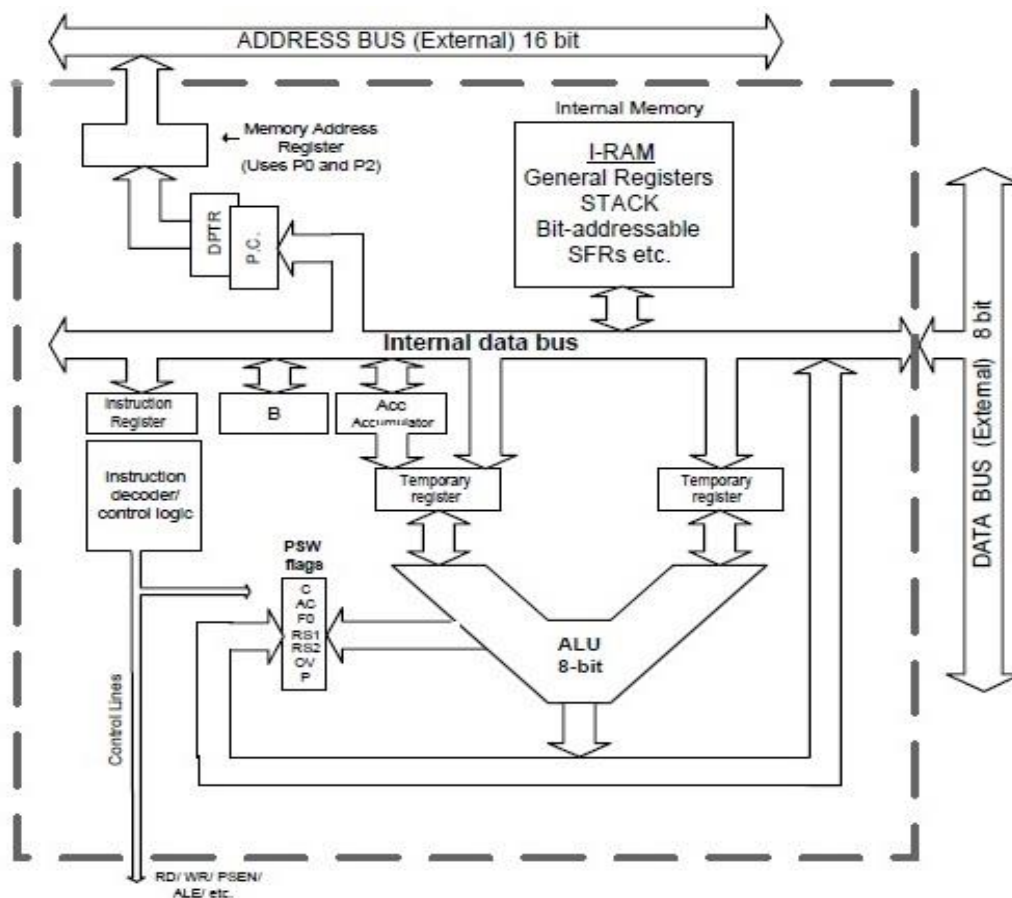 ADDRESS BUS (External) 16 bit
Memory Address
Register
(Uses P0 and P2)
Internal Memory
I-RAM
General Registers
STACK
Bit-addressable
SFRs etc.
DPTR
P.C.
Internal data bus
DATA BUS (External) 8 bit
Instruction
Register
B
Acc
Accumulator
Instruction
decoder/
control logic
Temporary
register
Temporary
register
PSW
flags
C
AC
F0
RS1
RS2
OV
P
ALU
8-bit
Control Lines
RD/ WR/ PSEN/
ALE/ etc.